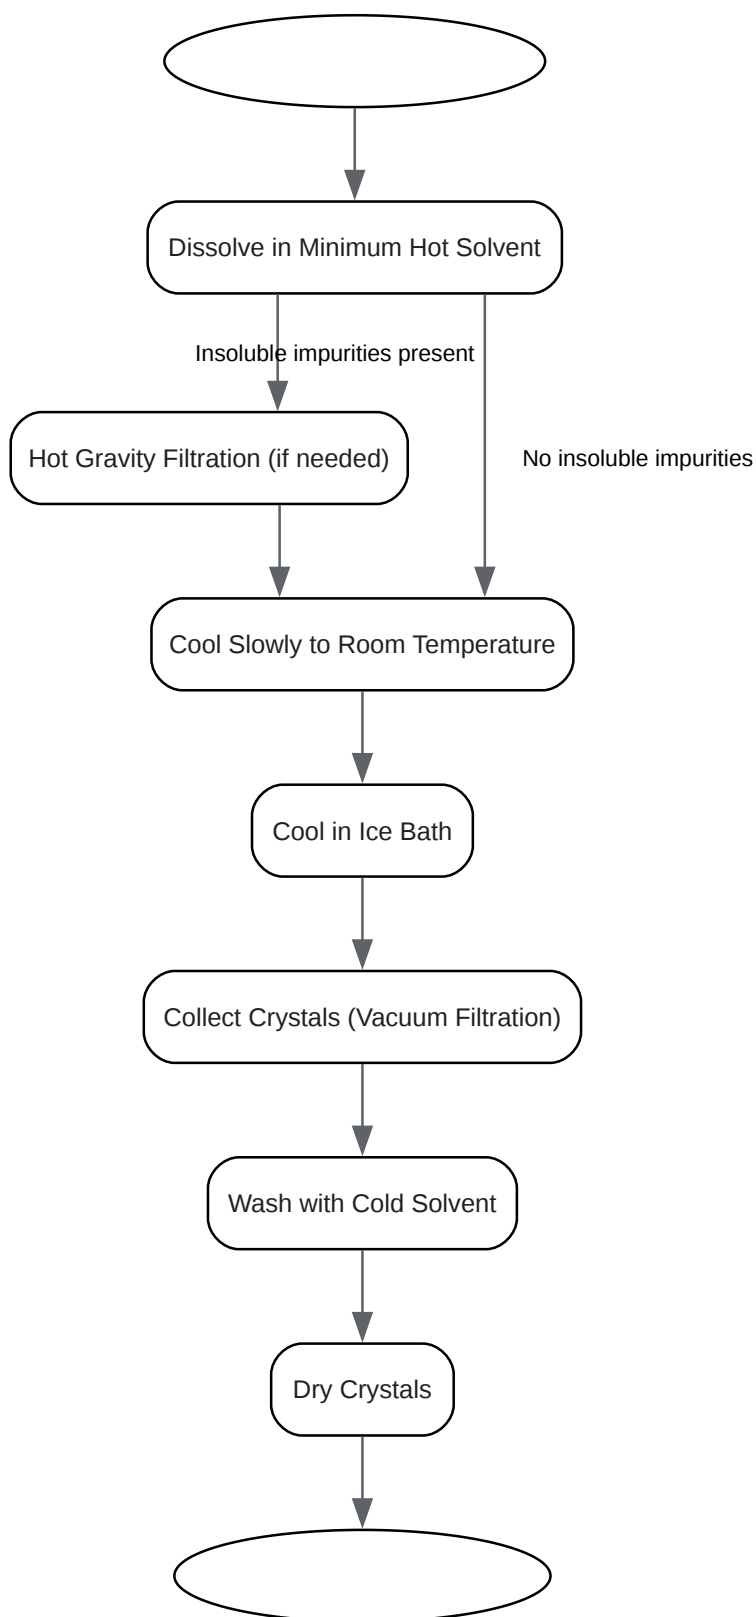 Dissolve in Minimum Hot Solvent
Insoluble impurities present
Hot Gravity Filtration (if needed)
No insoluble impurities
Cool Slowly to Room Temperature
Cool in Ice Bath
Collect Crystals (Vacuum Filtration)
Wash with Cold Solvent
Dry Crystals